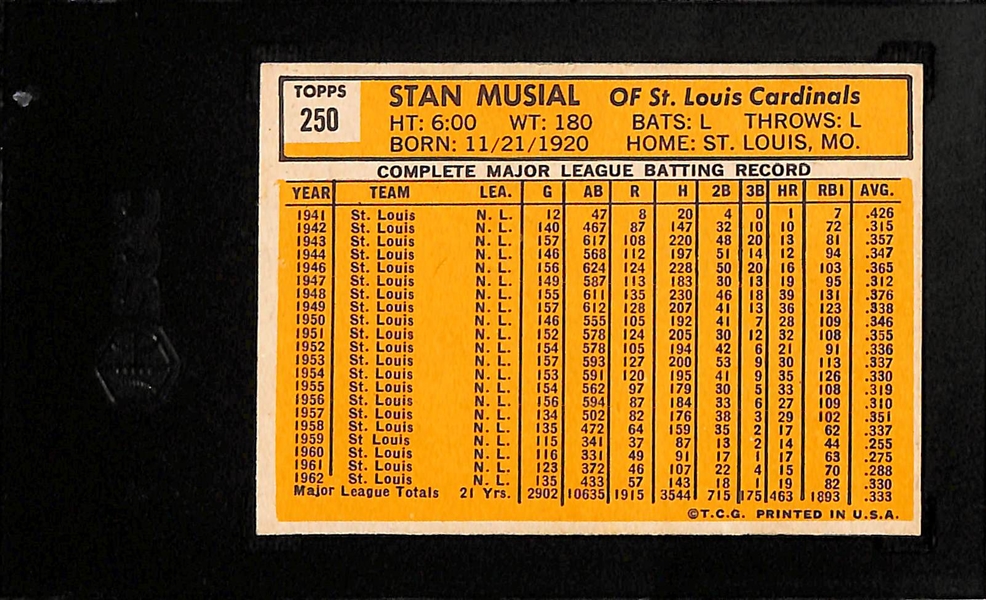 TOPPS
250
STAN MUSIAL OF St. Louis Cardinals
HT: 6:00 WT: 180 BATS: L THROWS: L
BORN: 11/21/1920 HOME: ST. LOUIS, MO.
COMPLETE MAJOR LEAGUE BATTING RECORD
YEAR TEAM LEA. G AB R H 2B 3B HR RBI AVG.
1941 St. Louis N. L. 12 47 8 20 4 0 1 7 .426
1942 St. Louis N. L. 140 467 87 147 32 10 10 72 .315
1943 St. Louis N. L. 157 617 108 220 48 20 13 81 .357
1944 St. Louis N. L. 146 568 112 197 51 14 12 94 .347
1946 St. Louis N. L. 156 624 124 228 50 20 16 103 .365
1947 St. Louis N. L. 149 587 113 183 30 13 19 95 .312
1948 St. Louis N. L. 155 611 135 230 46 18 39 131 .376
1949 St. Louis N. L. 157 612 128 207 41 13 36 123 .338
1950 St. Louis N. L. 146 555 105 192 41 7 28 109 .346
1951 St. Louis N. L. 152 578 124 205 30 12 32 108 .355
1952 St. Louis N. L. 154 578 105 194 42 6 21 91 .336
1953 St. Louis N. L. 157 593 127 200 53 9 30 113 .337
1954 St. Louis N. L. 153 591 120 195 41 9 35 126 .330
1955 St. Louis N. L. 154 562 97 179 30 5 33 108 .319
1956 St. Louis N. L. 156 594 87 184 33 6 27 109 .310
1957 St. Louis N. L. 134 502 82 176 38 3 29 102 .351
1958 St. Louis N. L. 135 472 64 159 35 2 17 62 .337
1959 St Louis N. L. 115 341 37 87 13 2 14 44 .255
1960 St. Louis N. L. 116 331 49 91 17 1 17 63 .275
1961 St. Louis N. L. 123 372 46 107 22 4 15 70 .288
1962 St. Louis N. L. 135 433 57 143 18 1 19 82 .330
Major League Totals 21 Yrs. 2902 10635 1915 3544 715 175 463 1893 .333
©T.C.G. PRINTED IN U.S.A.